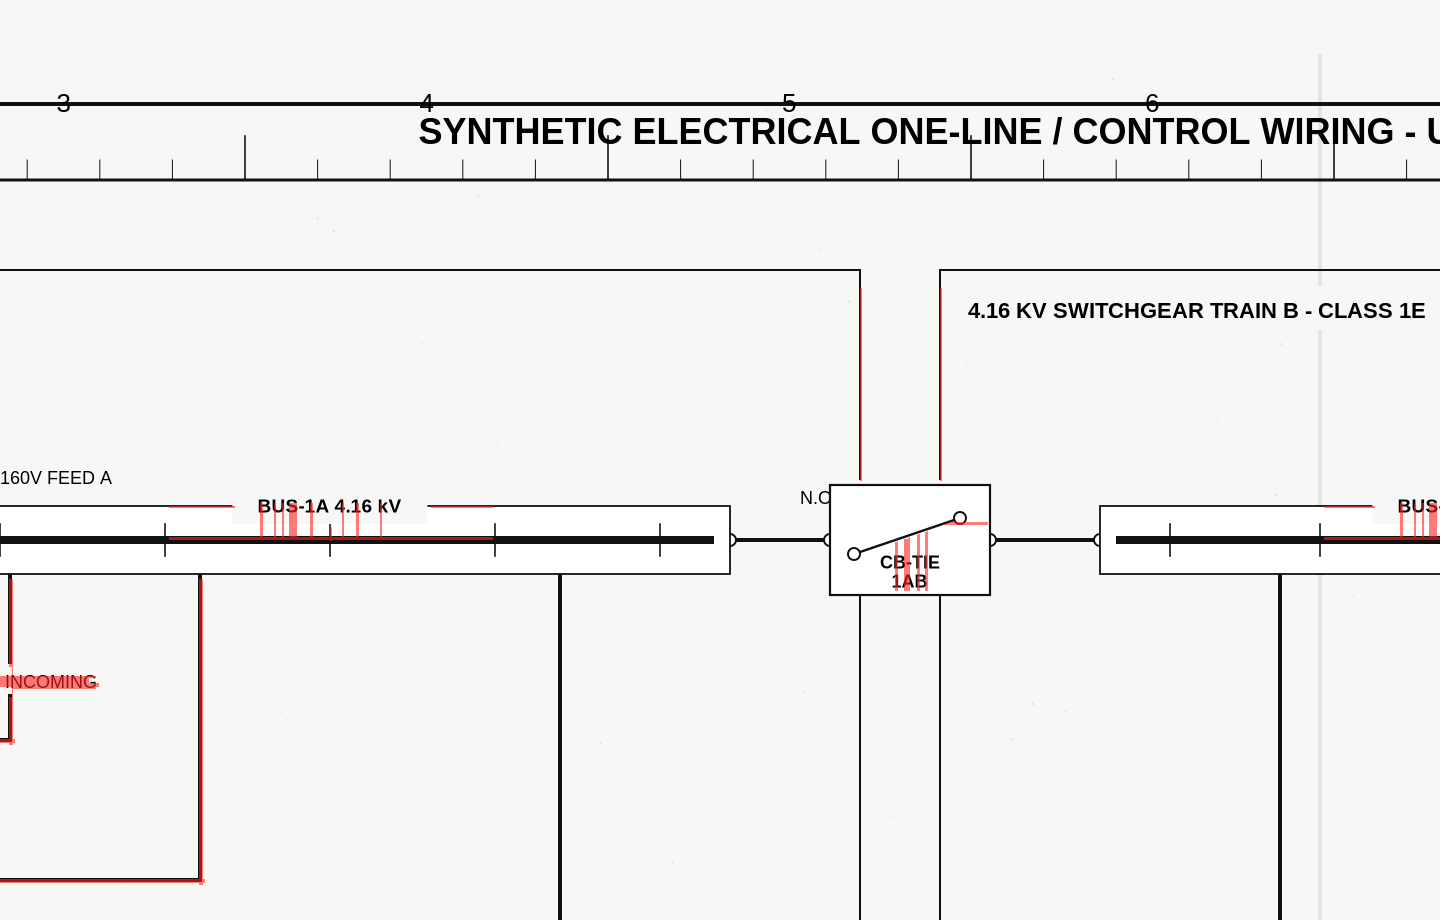 3 4 5 6
SYNTHETIC ELECTRICAL ONE-LINE / CONTROL WIRING - U
4.16 KV SWITCHGEAR TRAIN B - CLASS 1E
160V FEED A
BUS-1A 4.16 kV
N.O
BUS-
CB-TIE
1AB
INCOMING